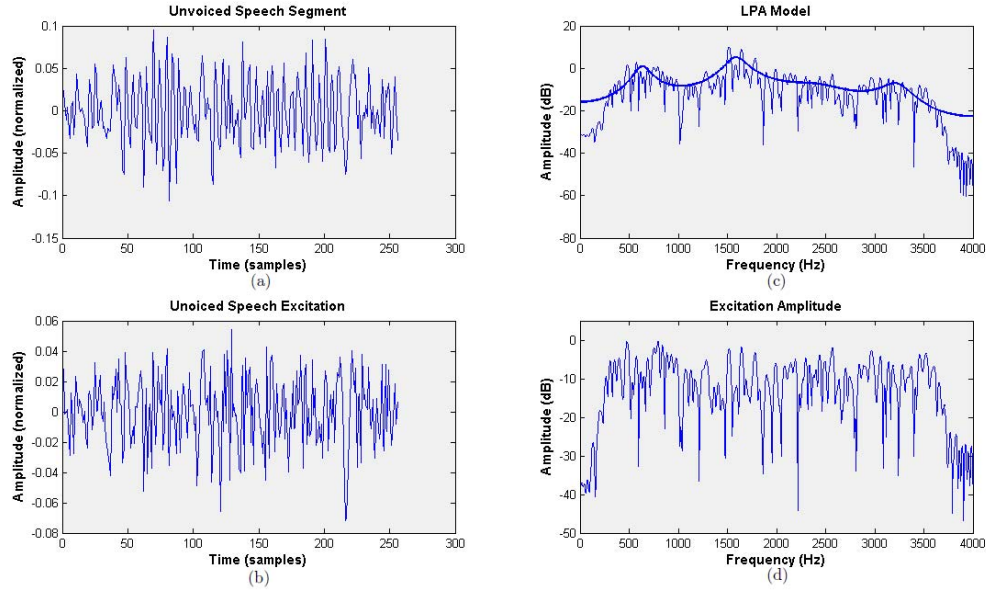 Unvoiced Speech Segment
Amplitude (normalized)
0.1
0.05
0
-0.05
-0.1
-0.15
0 50 100 150 200 250 300
Time (samples)
(a)
LPA Model
Amplitude (dB)
20
0
-20
-40
-60
-80
0 500 1000 1500 2000 2500 3000 3500 4000
Frequency (Hz)
(c)
Unoiced Speech Excitation
Amplitude (normalized)
0.06
0.04
0.02
0
-0.02
-0.04
-0.06
-0.08
0 50 100 150 200 250 300
Time (samples)
(b)
Excitation Amplitude
Amplitude (dB)
0
-10
-20
-30
-40
-50
0 500 1000 1500 2000 2500 3000 3500 4000
Frequency (Hz)
(d)